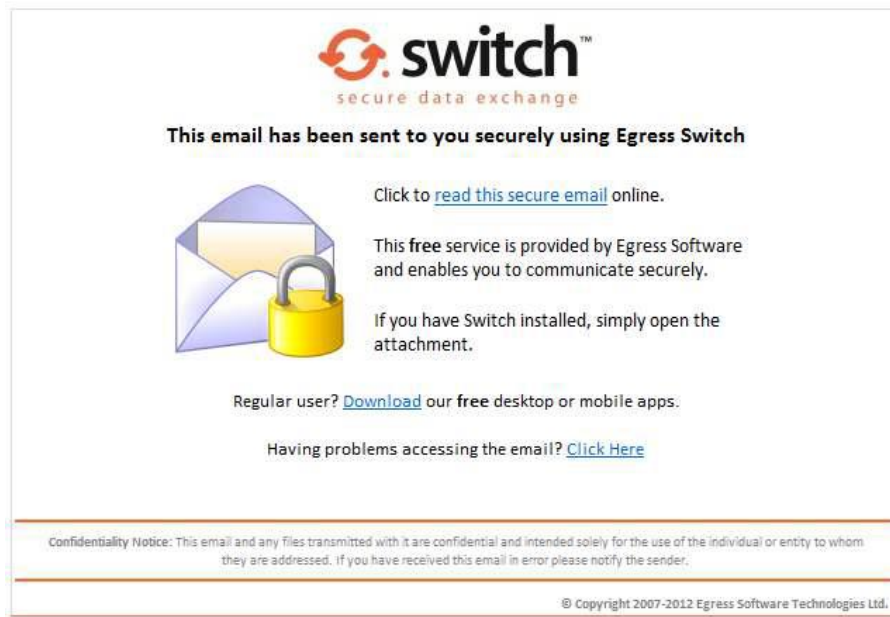 switch™
secure data exchange
This email has been sent to you securely using Egress Switch
Click to read this secure email online.
This free service is provided by Egress Software
and enables you to communicate securely.
If you have Switch installed, simply open the
attachment.
Regular user? Download our free desktop or mobile apps.
Having problems accessing the email? Click Here
Confidentiality Notice: This email and any files transmitted with it are confidential and intended solely for the use of the individual or entity to whom
they are addressed. If you have received this email in error please notify the sender.
© Copyright 2007-2012 Egress Software Technologies Ltd.